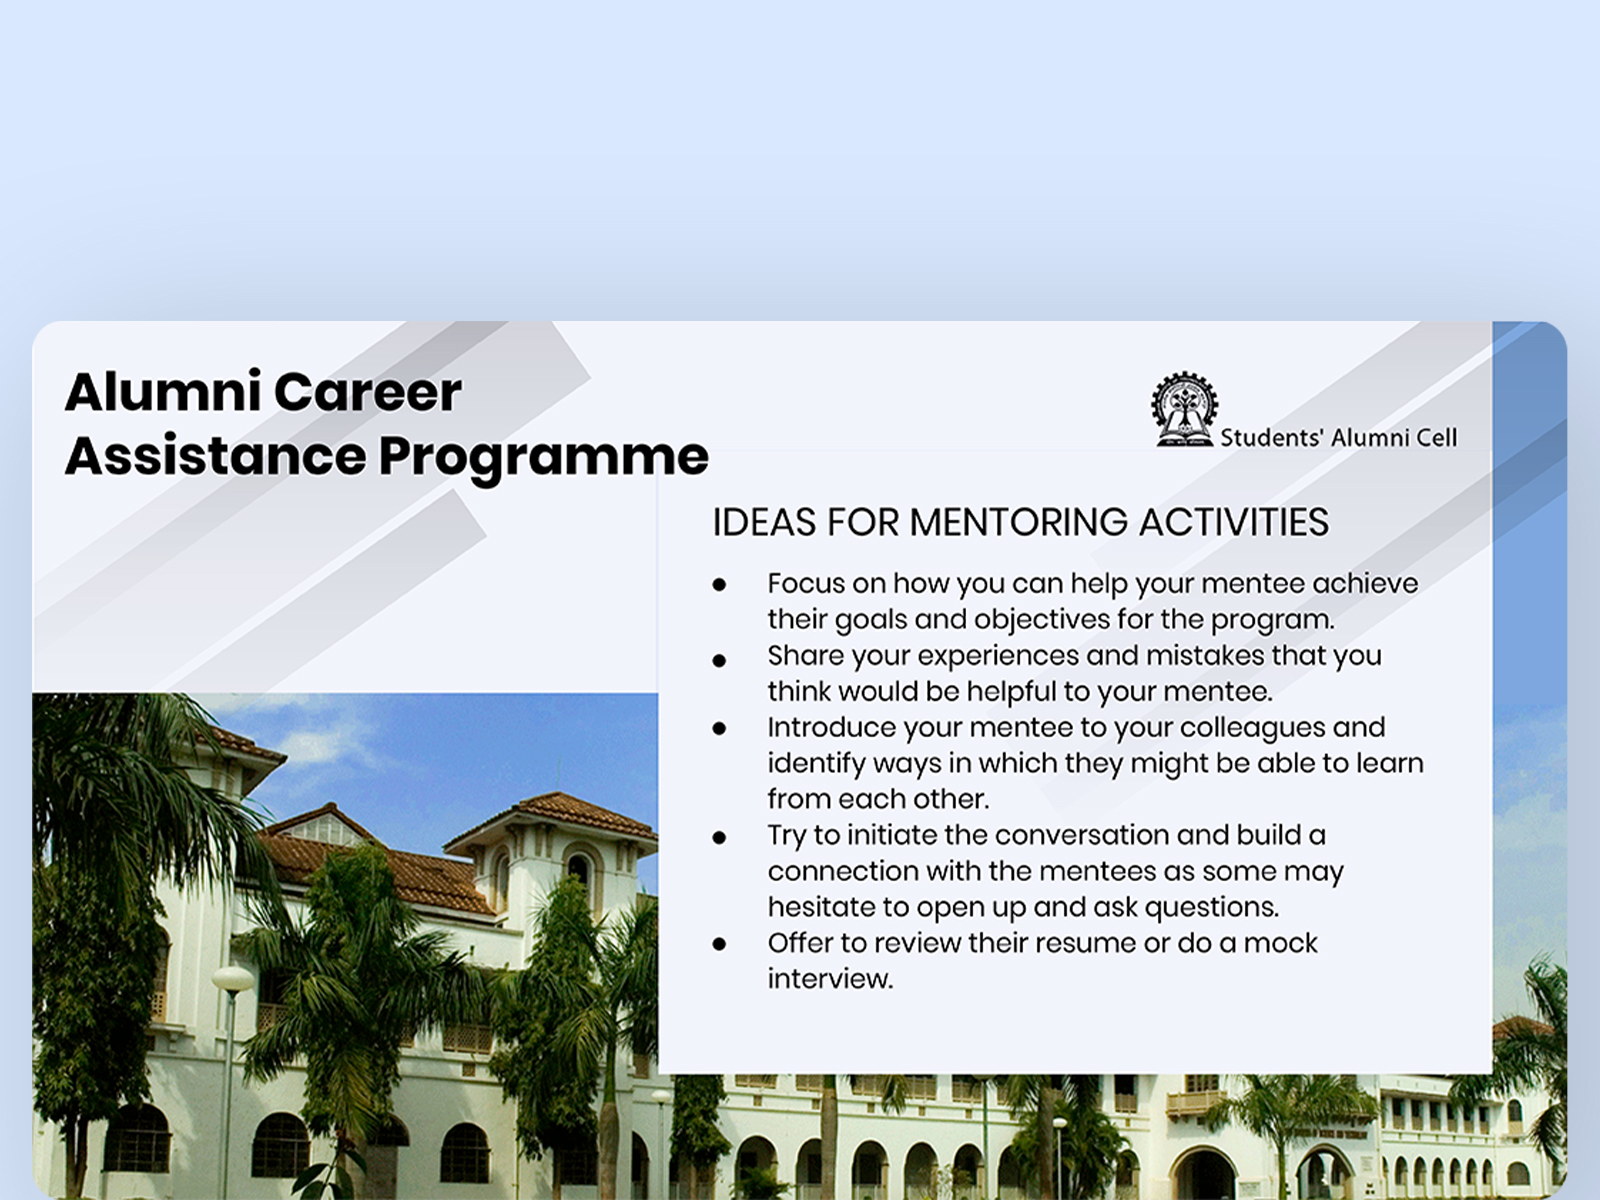 Alumni Career
Assistance Programme
Students' Alumni Cell
IDEAS FOR MENTORING ACTIVITIES
● Focus on how you can help your mentee achieve
their goals and objectives for the program.
● Share your experiences and mistakes that you
think would be helpful to your mentee.
● Introduce your mentee to your colleagues and
identify ways in which they might be able to learn
from each other.
● Try to initiate the conversation and build a
connection with the mentees as some may
hesitate to open up and ask questions.
● Offer to review their resume or do a mock
interview.